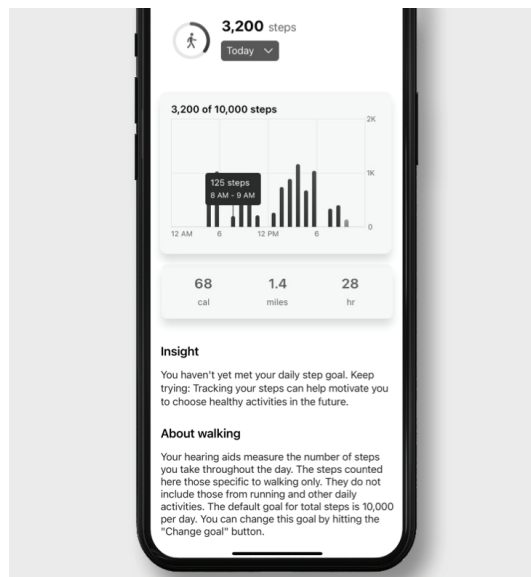 3,200 steps
Today
3,200 of 10,000 steps
2K
1K
0
125 steps
8 AM - 9 AM
12 AM 6 12 PM 6
68 1.4 28
cal miles hr
Insight
You haven't yet met your daily step goal. Keep
trying: Tracking your steps can help motivate you
to choose healthy activities in the future.
About walking
Your hearing aids measure the number of steps
you take throughout the day. The steps counted
here those specific to walking only. They do not
include those from running and other daily
activities. The default goal for total steps is 10,000
per day. You can change this goal by hitting the
"Change goal" button.